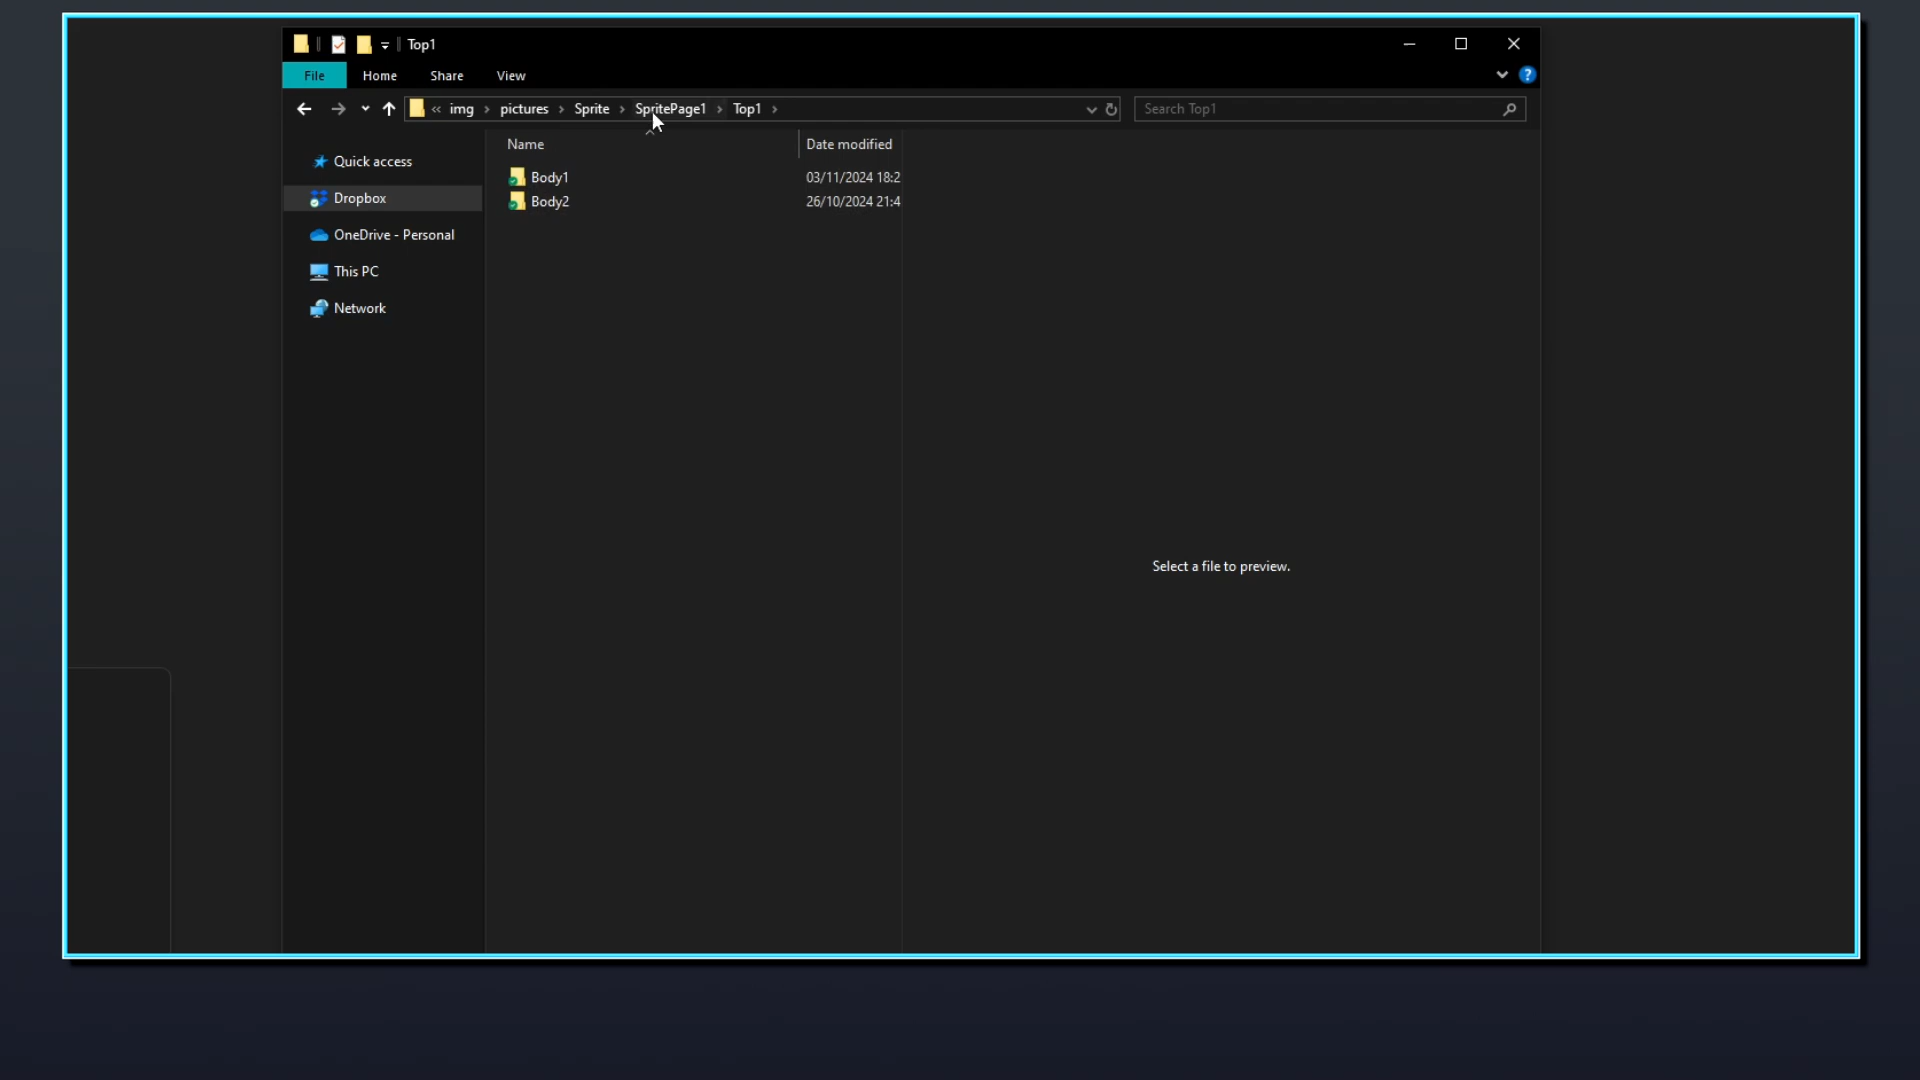 Top1
File Home Share View
« img › pictures › Sprite › SpritePage1 › Top1 ›
Search Top1
Name Date modified
Quick access
Dropbox
OneDrive - Personal
This PC
Network
Body1 03/11/2024 18:2
Body2 26/10/2024 21:4
Select a file to preview.